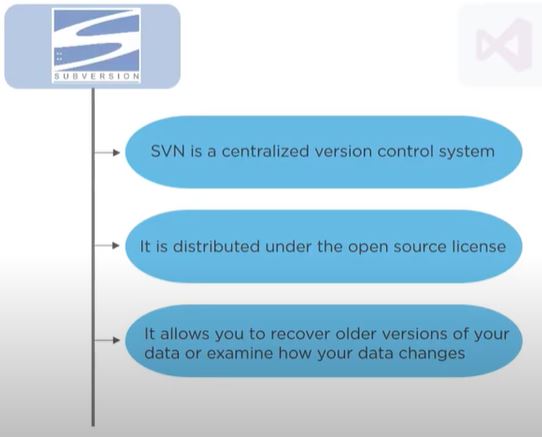 SUBVERSION
SVN is a centralized version control system
It is distributed under the open source license
It allows you to recover older versions of your
data or examine how your data changes